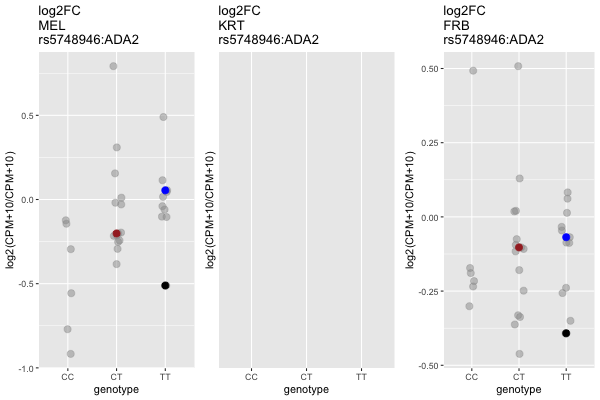 log2FC
MEL
rs5748946:ADA2
log2(CPM+10/CPM+10)
0.5
0.0
-0.5
-1.0
CC CT TT
genotype
log2FC
KRT
rs5748946:ADA2
log2(CPM+10/CPM+10)
CC CT TT
genotype
log2FC
FRB
rs5748946:ADA2
log2(CPM+10/CPM+10)
0.50
0.25
0.00
-0.25
-0.50
CC CT TT
genotype